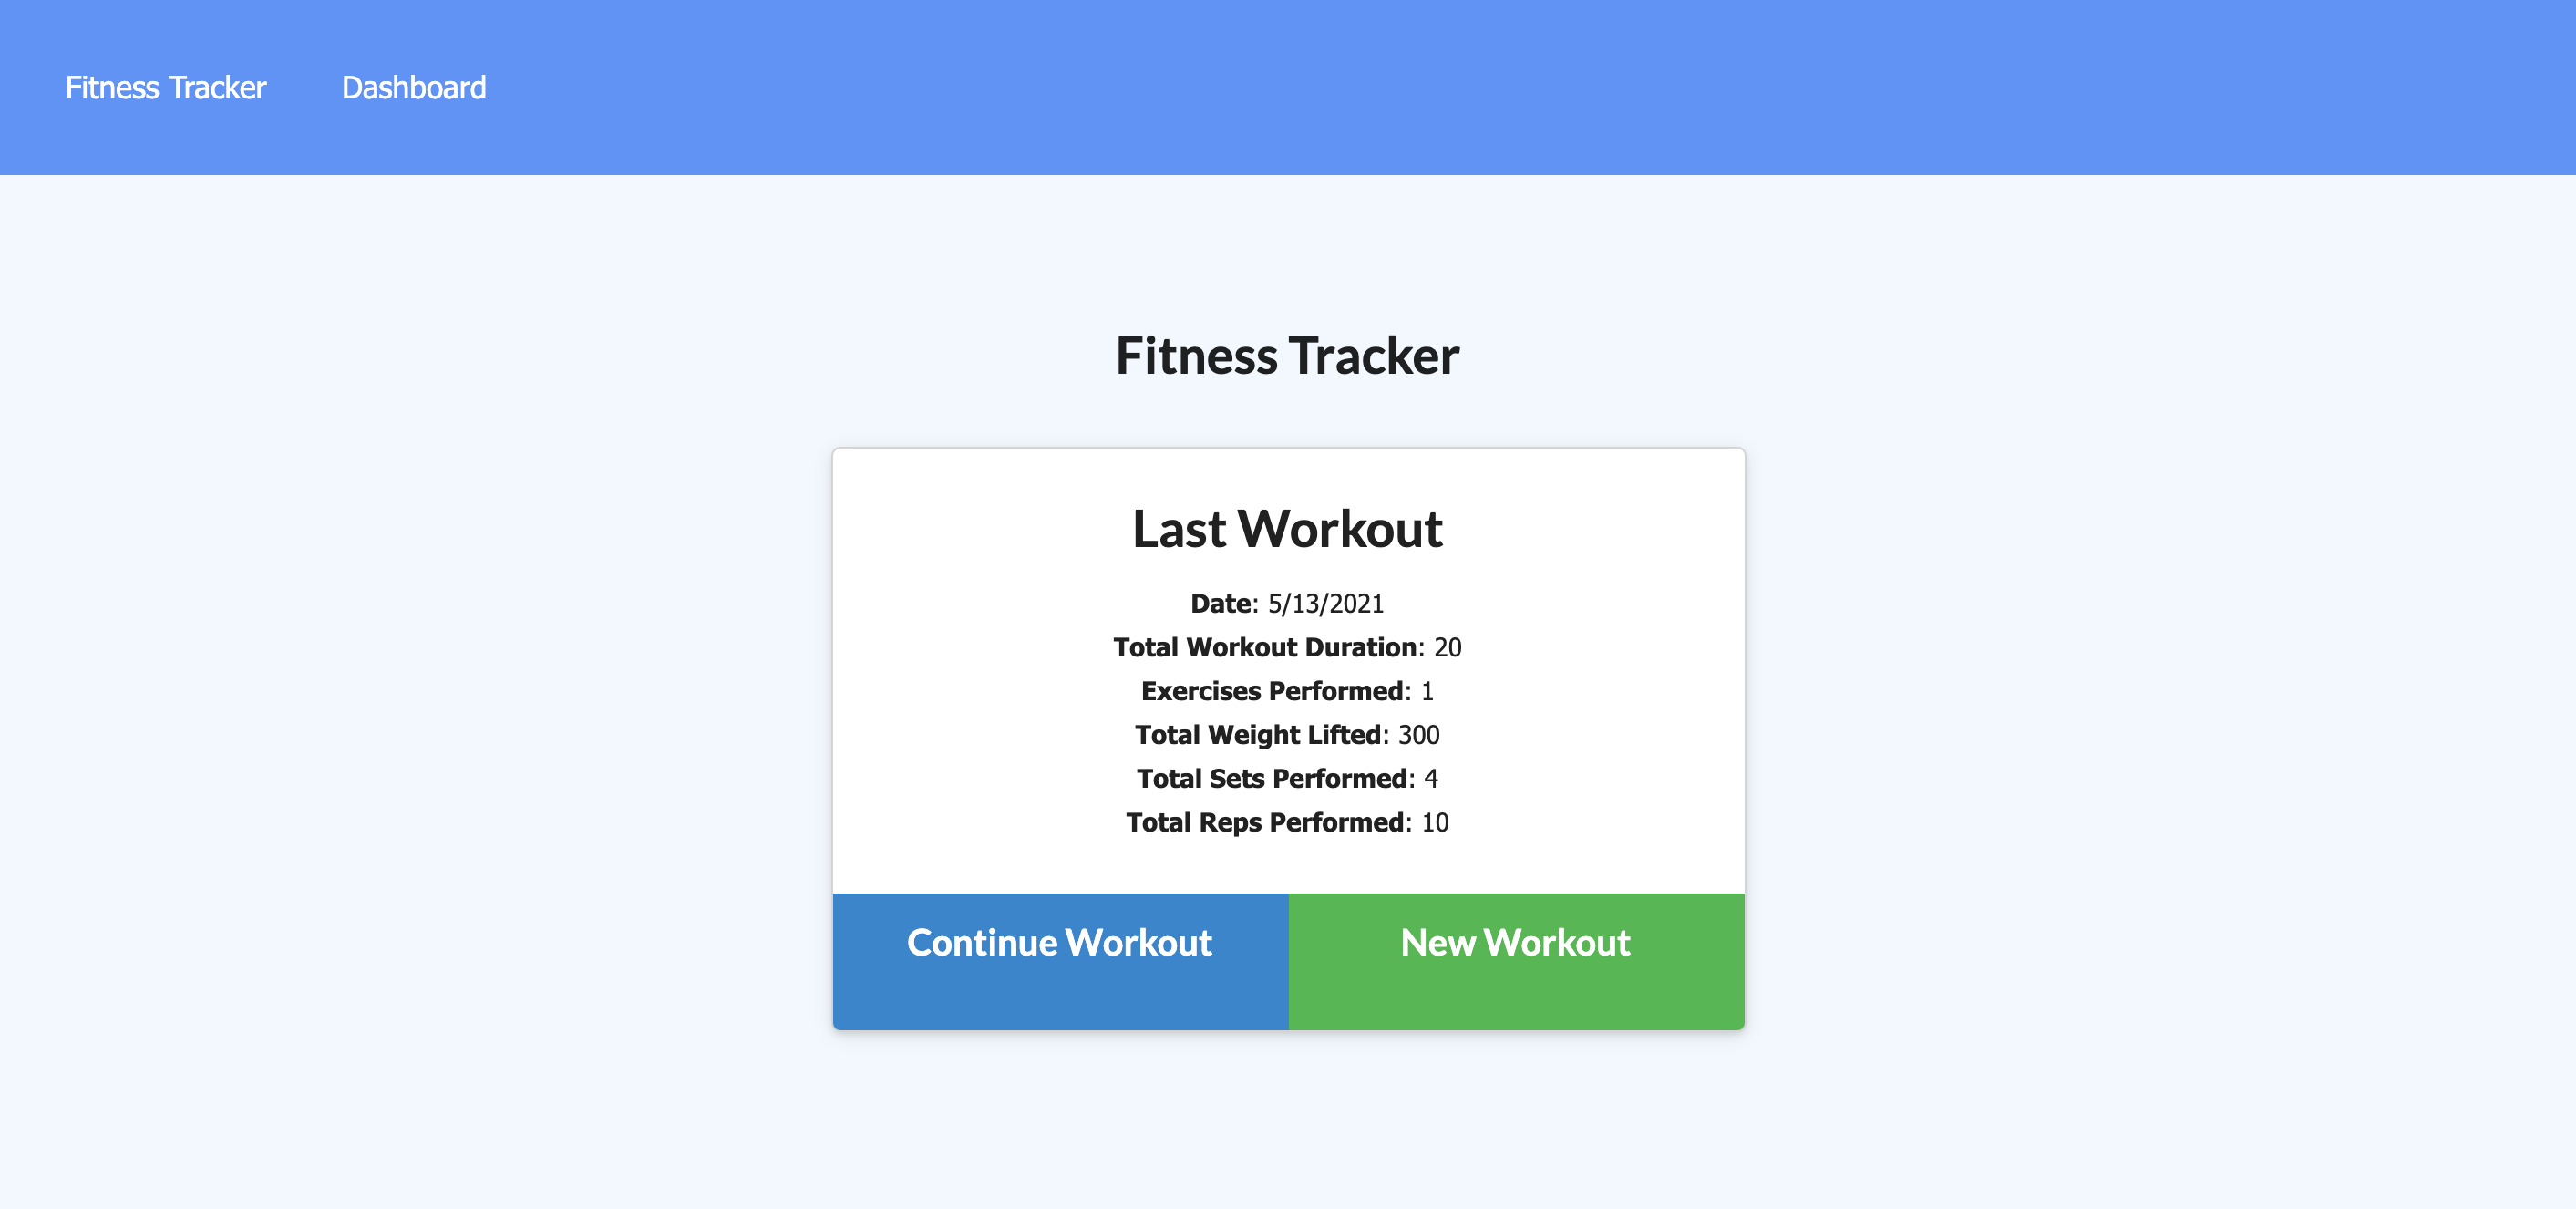 Fitness Tracker Dashboard
Fitness Tracker
Last Workout
Date: 5/13/2021
Total Workout Duration: 20
Exercises Performed: 1
Total Weight Lifted: 300
Total Sets Performed: 4
Total Reps Performed: 10
Continue Workout New Workout